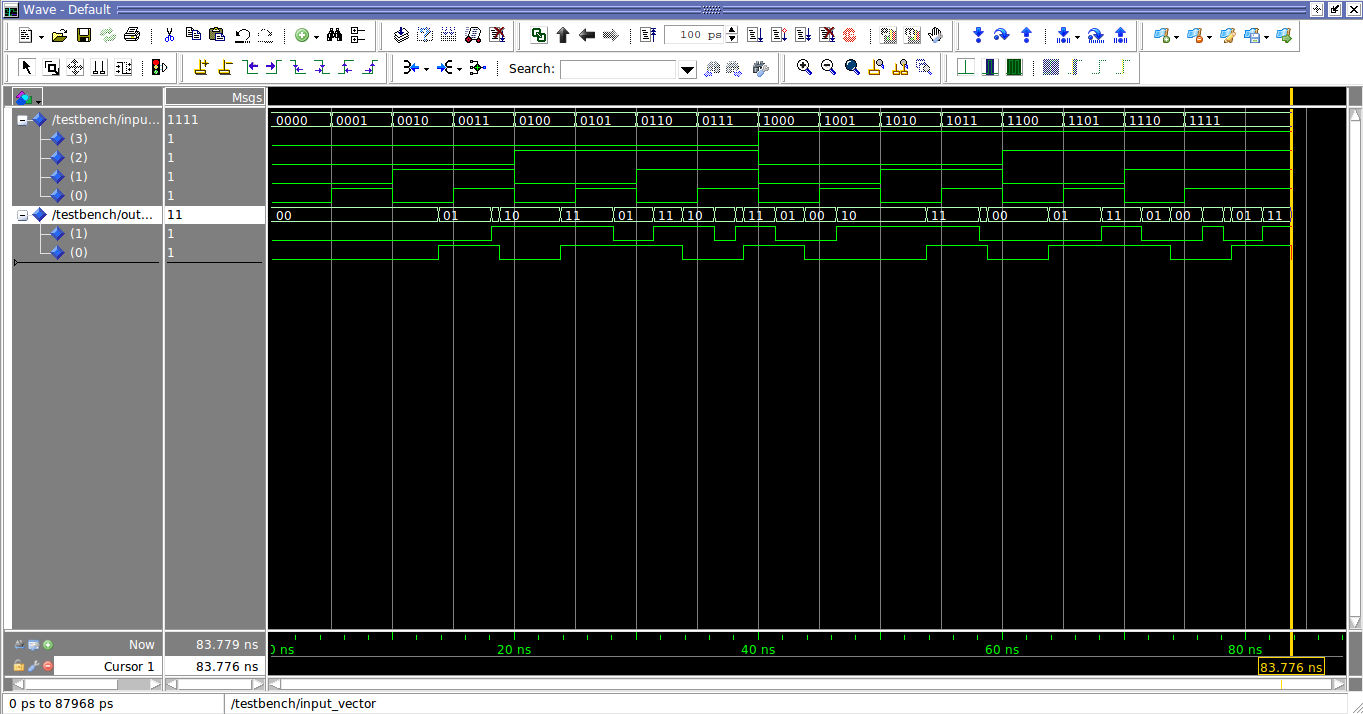 Wave - Default
100 ps
Search:
Msgs
/testbench/inpu... 1111 0000 0001 0010 0011 0100 0101 0110 0111 1000 1001 1010 1011 1100 1101 1110 1111
(3) 1
(2) 1
(1) 1
(0) 1
/testbench/out... 11 00 01 10 11 01 11 10 11 01 00 10 11 00 01 11 01 00 01 11
(1) 1
(0) 1
Now 83.779 ns 0 ns 20 ns 40 ns 60 ns 80 ns
Cursor 1 83.776 ns 83.776 ns
0 ps to 87968 ps /testbench/input_vector